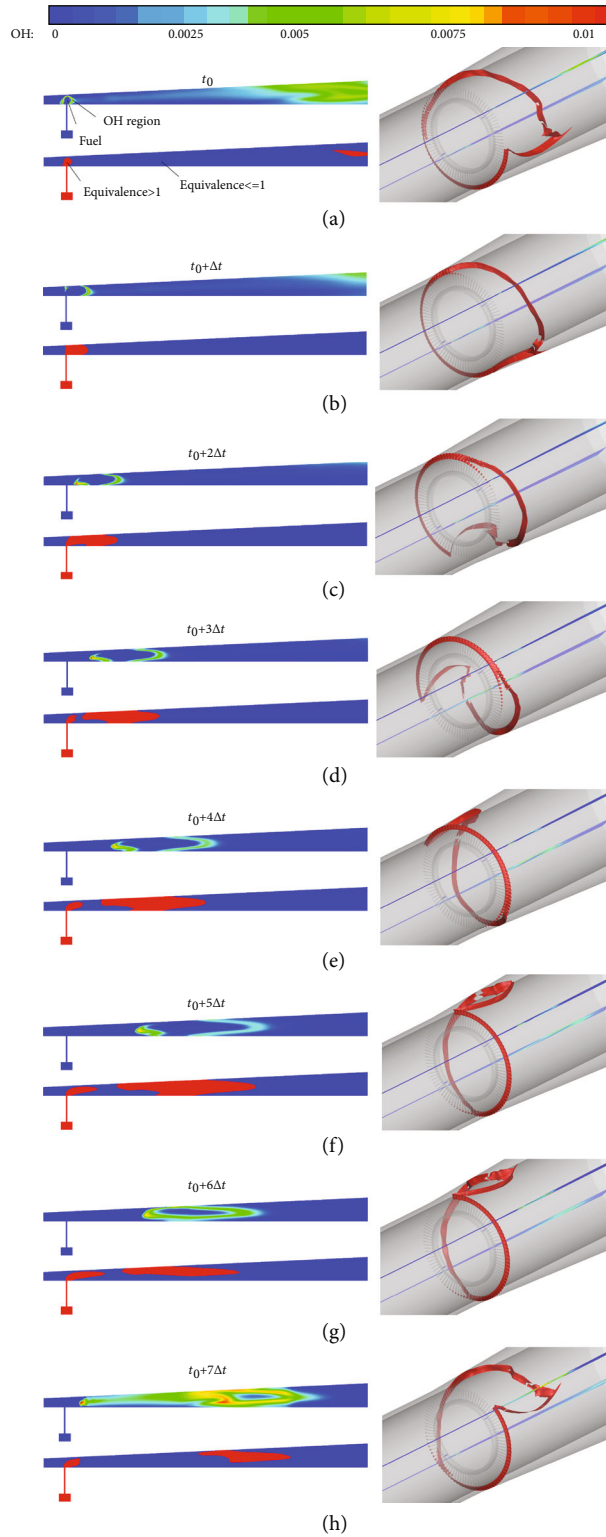 OH: 0 0.0025 0.005 0.0075 0.01
t0
OH region
Fuel
Equivalence>1
Equivalence<=1
(a)
t0+Δt
(b)
t0+2Δt
(c)
t0+3Δt
(d)
t0+4Δt
(e)
t0+5Δt
(f)
t0+6Δt
(g)
t0+7Δt
(h)